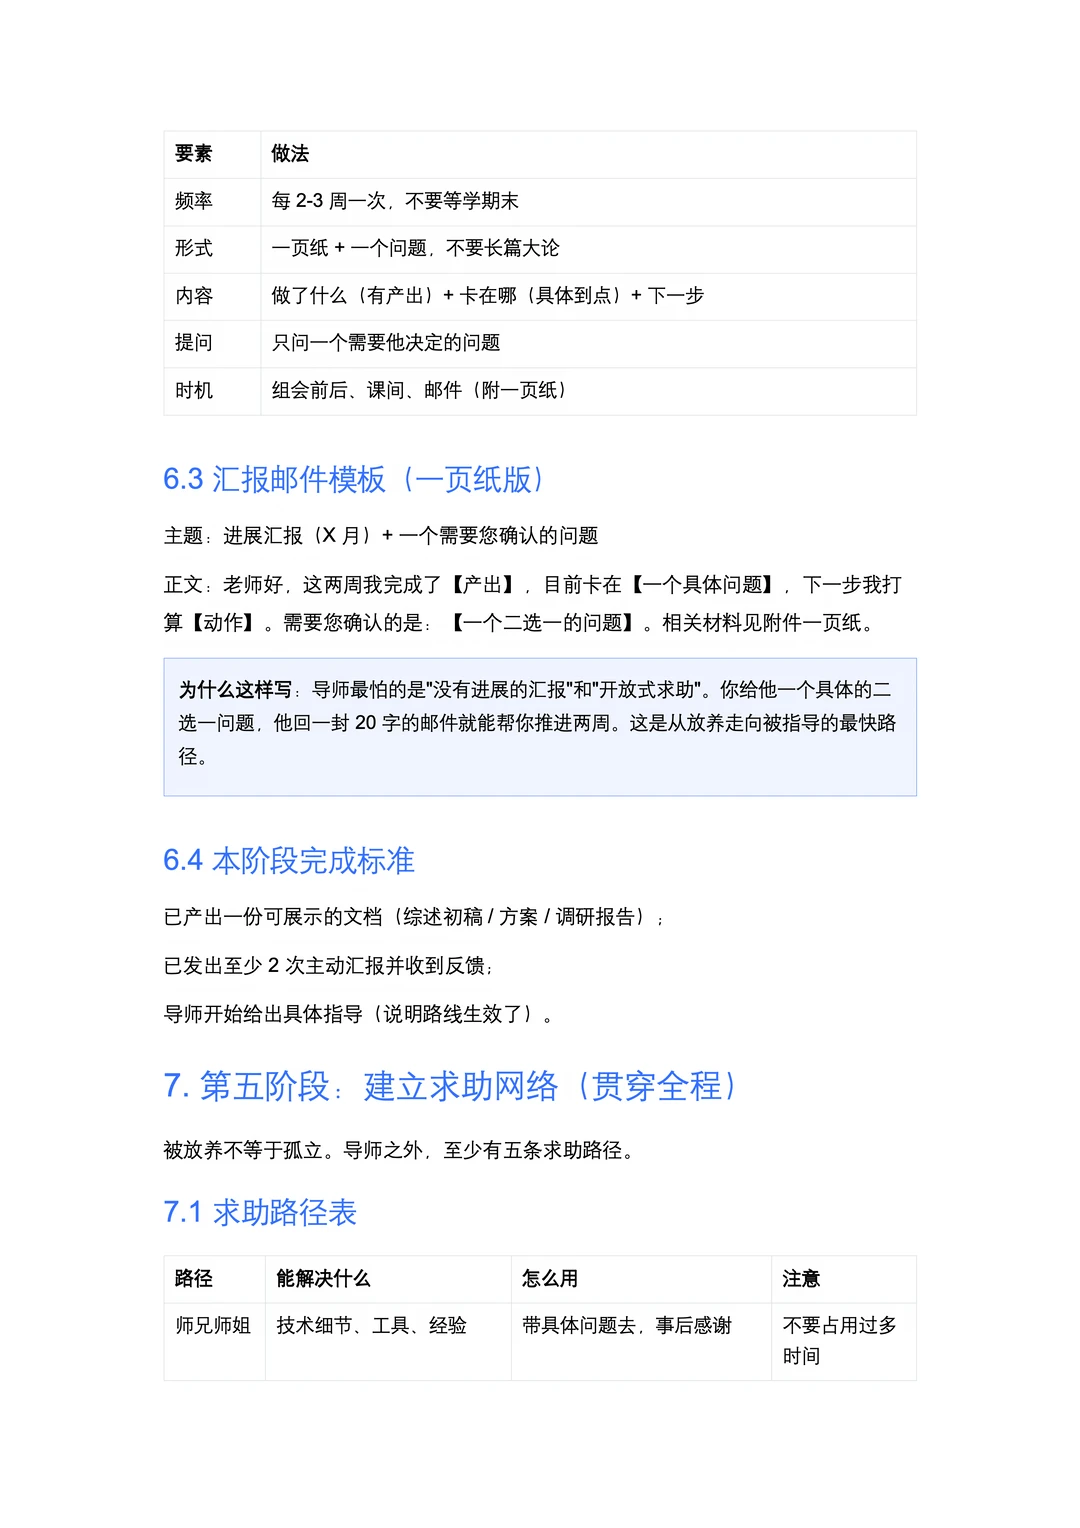 要素 做法
频率 每 2-3 周一次，不要等学期末
形式 一页纸 + 一个问题，不要长篇大论
内容 做了什么（有产出）+ 卡在哪（具体到点）+ 下一步
提问 只问一个需要他决定的问题
时机 组会前后、课间、邮件（附一页纸）
6.3 汇报邮件模板（一页纸版）
主题：进展汇报（X 月）+ 一个需要您确认的问题
正文：老师好，这两周我完成了【产出】，目前卡在【一个具体问题】，下一步我打
算【动作】。需要您确认的是：【一个二选一的问题】。相关材料见附件一页纸。
为什么这样写：导师最怕的是"没有进展的汇报"和"开放式求助"。你给他一个具体的二
选一问题，他回一封 20 字的邮件就能帮你推进两周。这是从放养走向被指导的最快路
径。
6.4 本阶段完成标准
已产出一份可展示的文档（综述初稿 / 方案 / 调研报告）；
已发出至少 2 次主动汇报并收到反馈；
导师开始给出具体指导（说明路线生效了）。
7. 第五阶段：建立求助网络（贯穿全程）
被放养不等于孤立。导师之外，至少有五条求助路径。
7.1 求助路径表
路径 能解决什么 怎么用 注意
师兄师姐 技术细节、工具、经验 带具体问题去，事后感谢 不要占用过多
时间